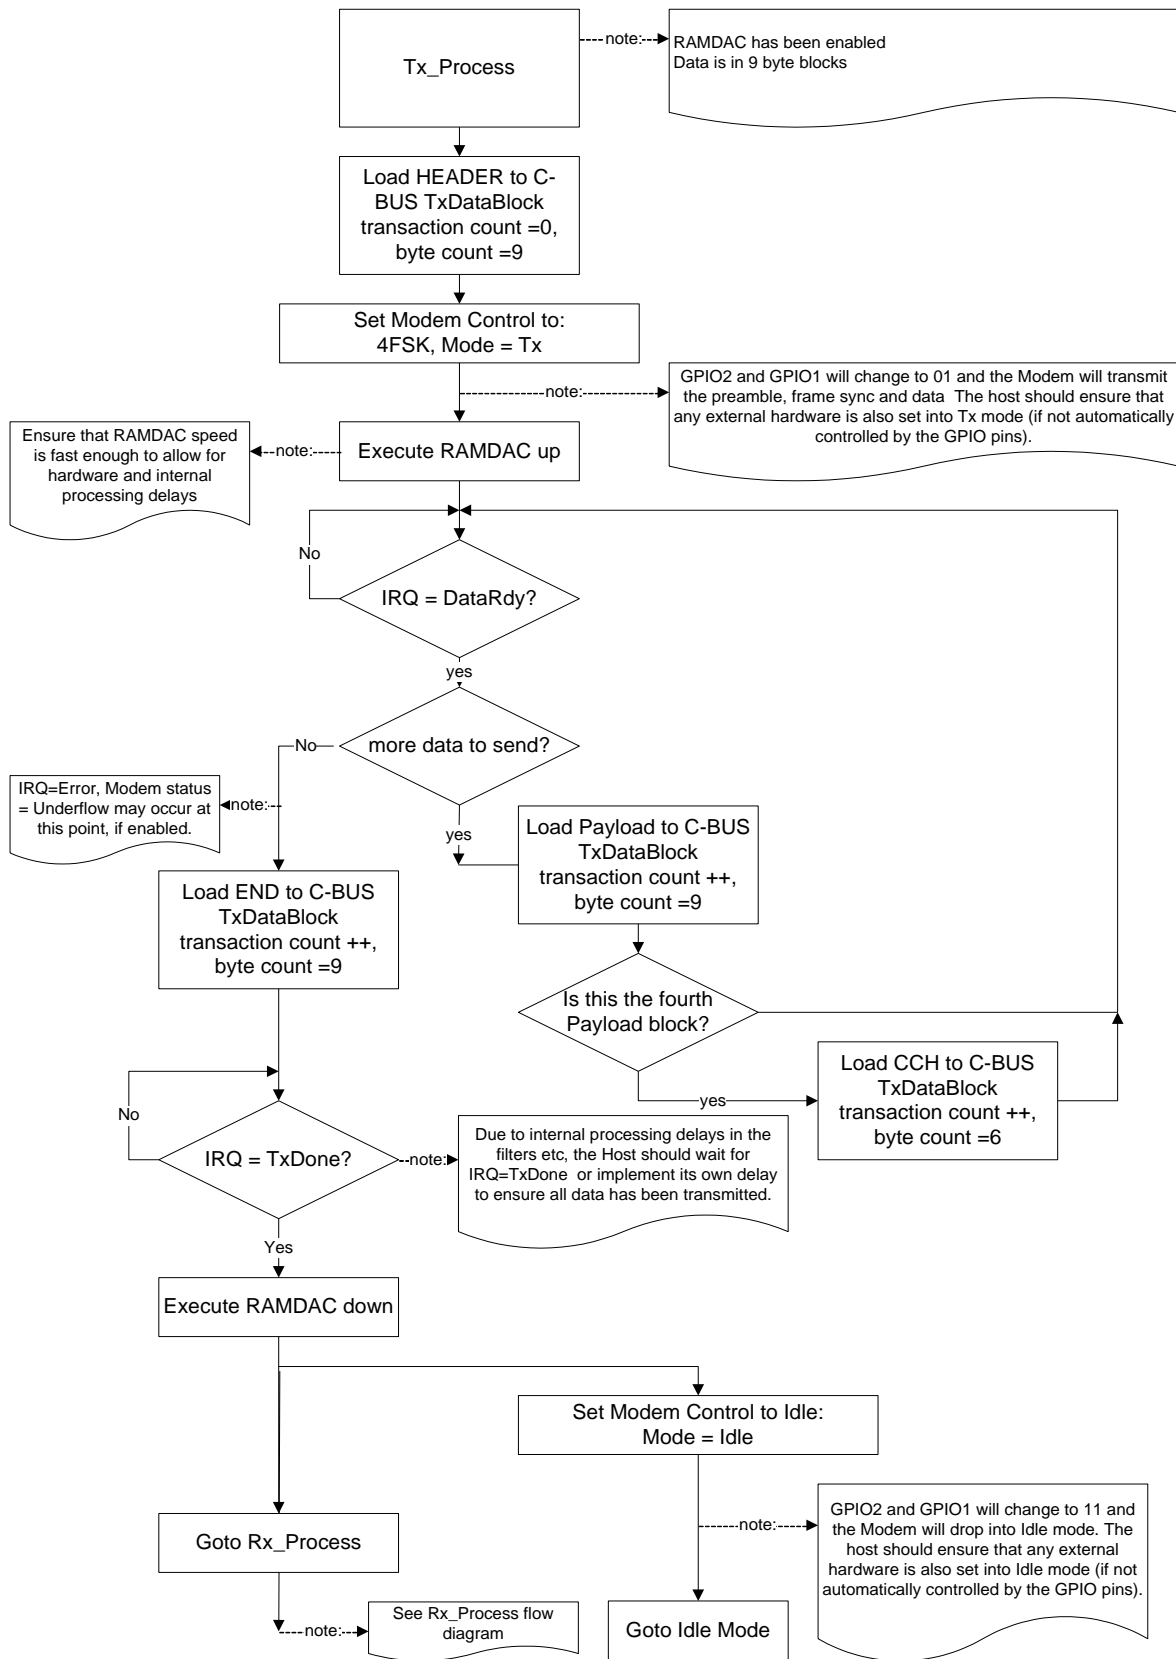 Tx_Process
note:
RAMDAC has been enabled
Data is in 9 byte blocks
Load HEADER to C-
BUS TxDataBlock
transaction count =0,
byte count =9
Set Modem Control to:
4FSK, Mode = Tx
note:
GPIO2 and GPIO1 will change to 01 and the Modem will transmit
the preamble, frame sync and data  The host should ensure that
any external hardware is also set into Tx mode (if not automatically
controlled by the GPIO pins).
Ensure that RAMDAC speed
is fast enough to allow for
hardware and internal
processing delays
note:
Execute RAMDAC up
No
IRQ = DataRdy?
yes
more data to send?
No
IRQ=Error, Modem status
= Underflow may occur at
this point, if enabled.
note:
yes
Load Payload to C-BUS
TxDataBlock
transaction count ++,
byte count =9
Load END to C-BUS
TxDataBlock
transaction count ++,
byte count =9
Is this the fourth
Payload block?
yes
Load CCH to C-BUS
TxDataBlock
transaction count ++,
byte count =6
No
IRQ = TxDone?
note:
Due to internal processing delays in the
filters etc, the Host should wait for
IRQ=TxDone  or implement its own delay
to ensure all data has been transmitted.
Yes
Execute RAMDAC down
Set Modem Control to Idle:
Mode = Idle
Goto Rx_Process
note:
GPIO2 and GPIO1 will change to 11 and
the Modem will drop into Idle mode. The
host should ensure that any external
hardware is also set into Idle mode (if not
automatically controlled by the GPIO pins).
note:
See Rx_Process flow
diagram
Goto Idle Mode